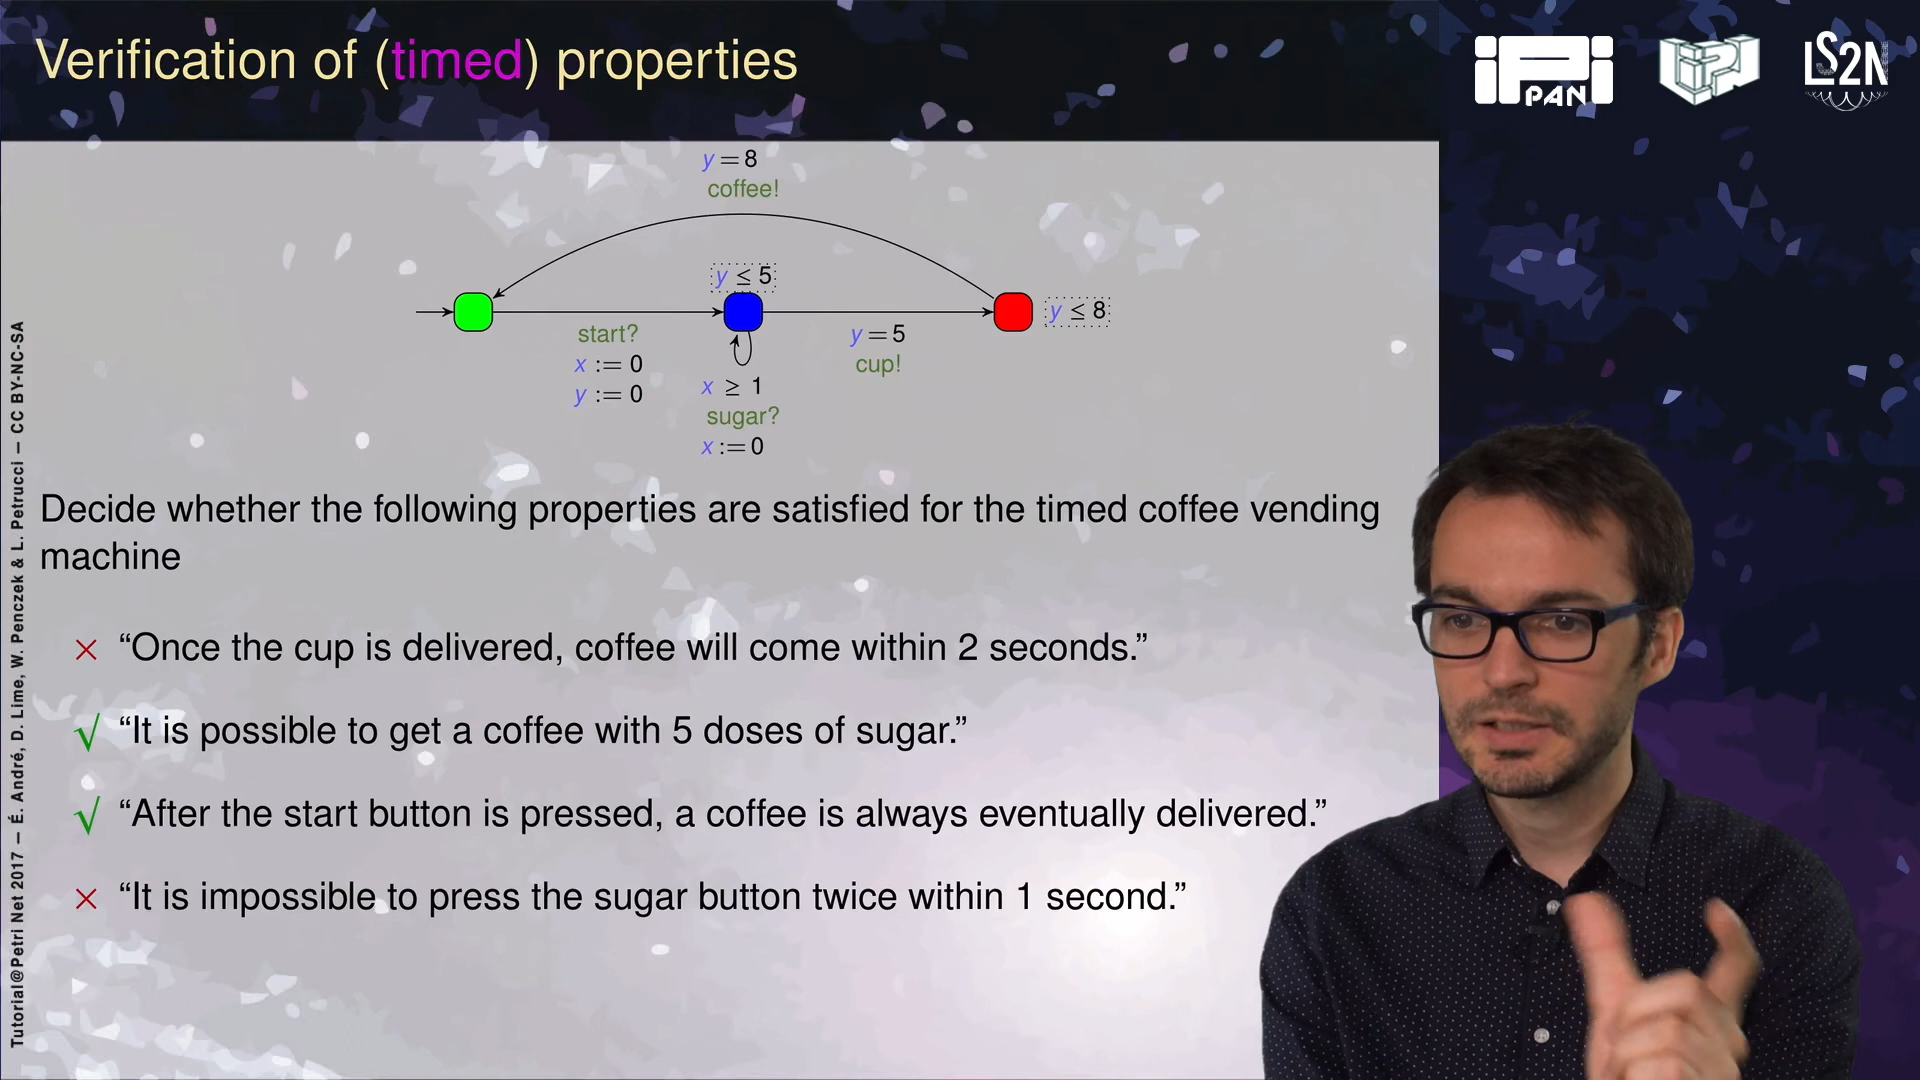 Verification of (timed) properties
iPi
PAN
LIPN
LS2N
y = 8
coffee!
y ≤ 5
y ≤ 8
start?
x := 0
y := 0
x ≥ 1
sugar?
x := 0
y = 5
cup!
Decide whether the following properties are satisfied for the timed coffee vending
machine
× “Once the cup is delivered, coffee will come within 2 seconds.”
√ “It is possible to get a coffee with 5 doses of sugar.”
√ “After the start button is pressed, a coffee is always eventually delivered.”
× “It is impossible to press the sugar button twice within 1 second.”
Tutorial@Petri Net 2017 — É. André, D. Lime, W. Penczek & L. Petrucci — CC BY-NC-SA